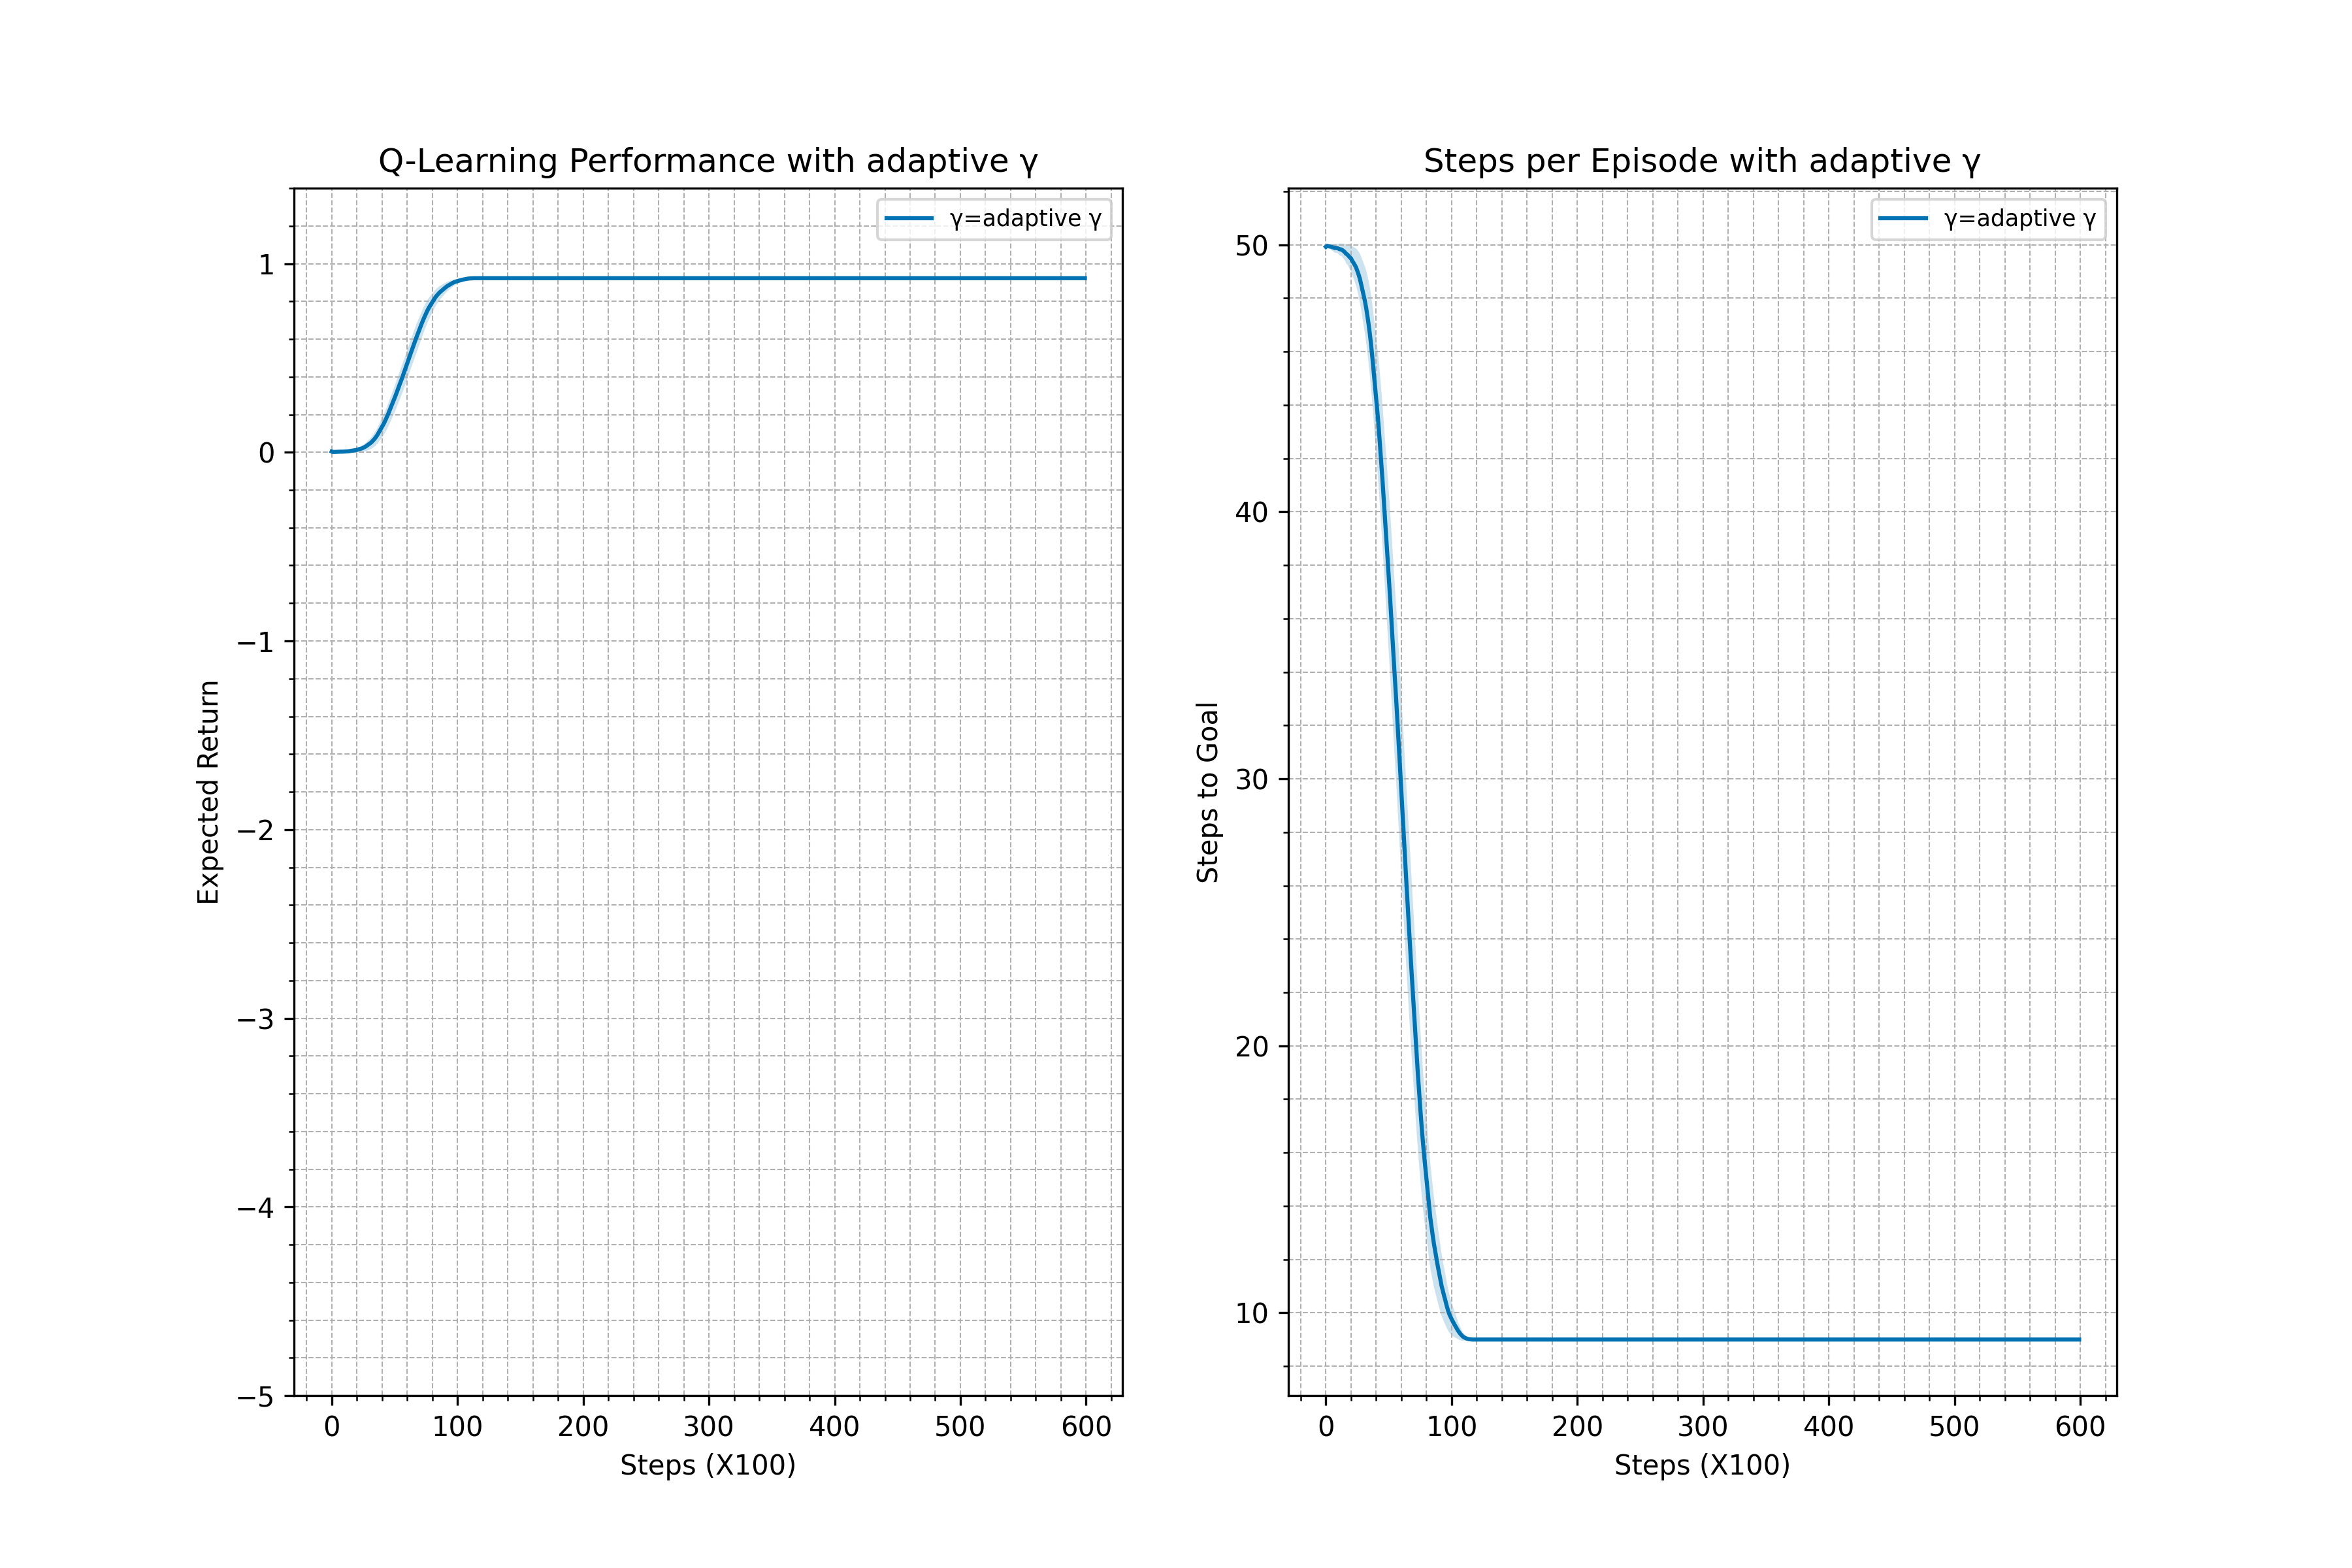 Q-Learning Performance with adaptive γ
γ=adaptive γ
Expected Return
1
0
−1
−2
−3
−4
−5
0 100 200 300 400 500 600
Steps (X100)
Steps per Episode with adaptive γ
γ=adaptive γ
Steps to Goal
50
40
30
20
10
0 100 200 300 400 500 600
Steps (X100)